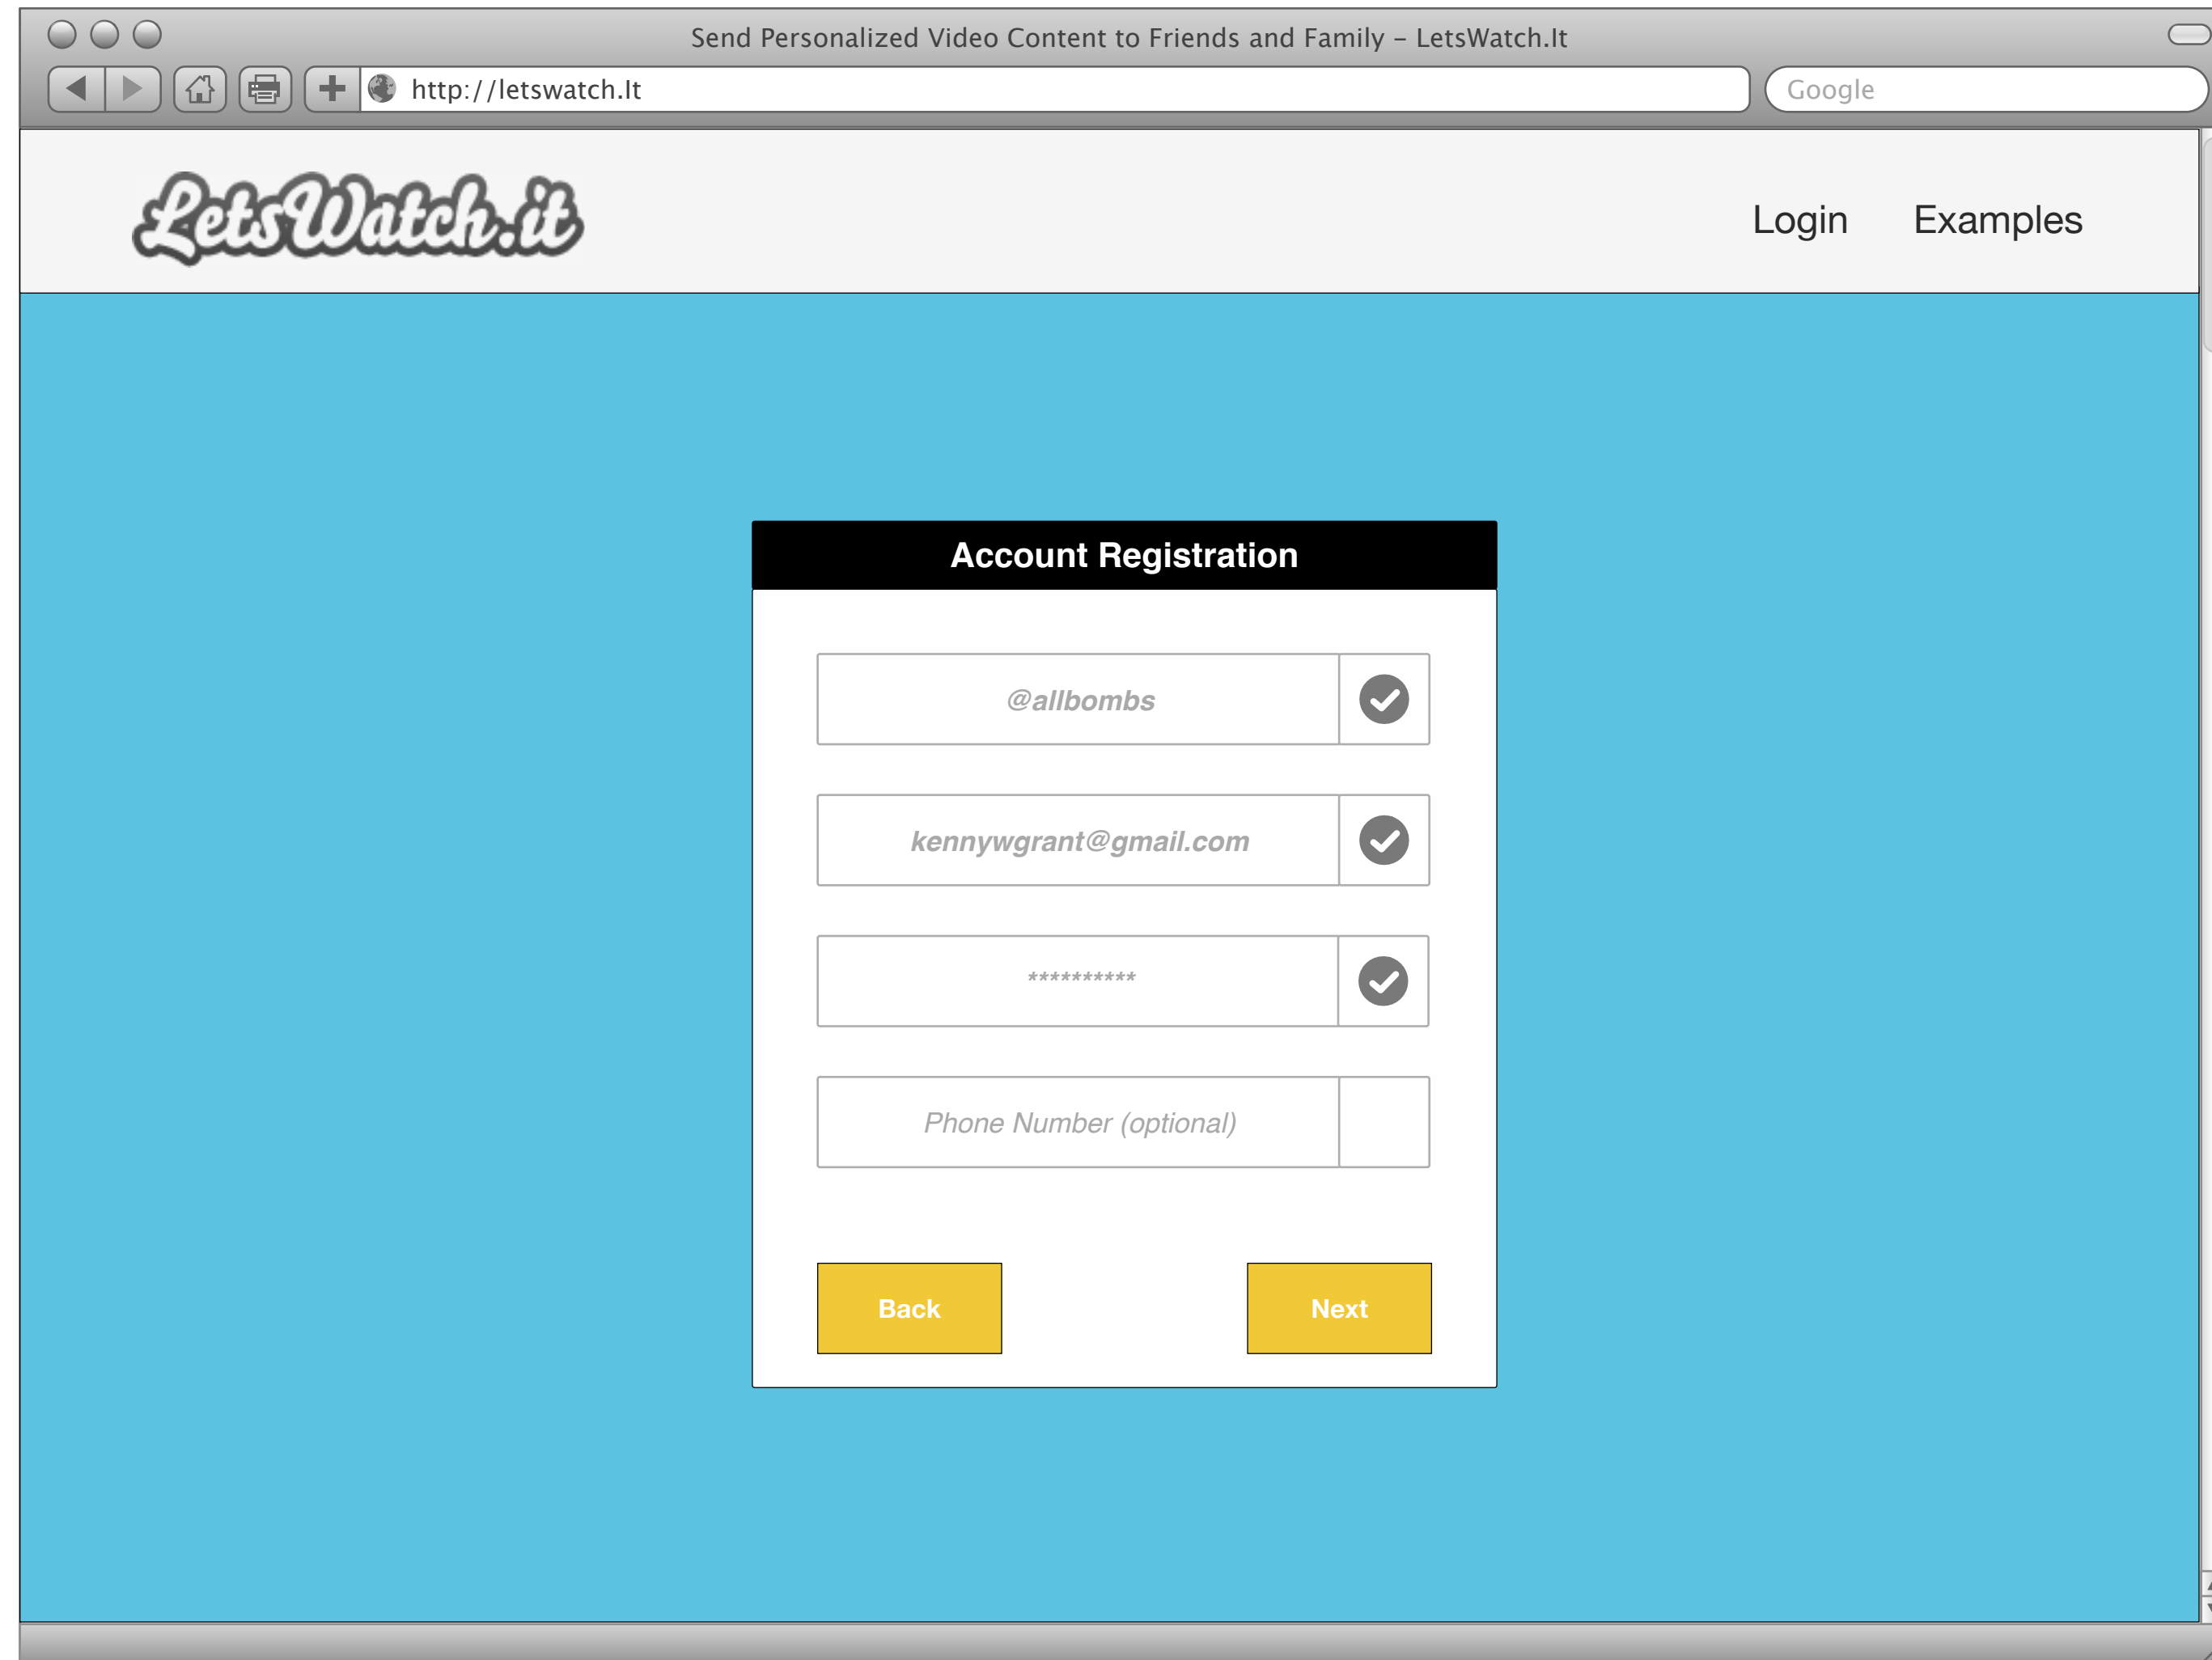 Send Personalized Video Content to Friends and Family – LetsWatch.It
http://letswatch.It
Google
LetsWatch.it
Login Examples
Account Registration
@allbombs
kennywgrant@gmail.com
**********
Phone Number (optional)
Back Next